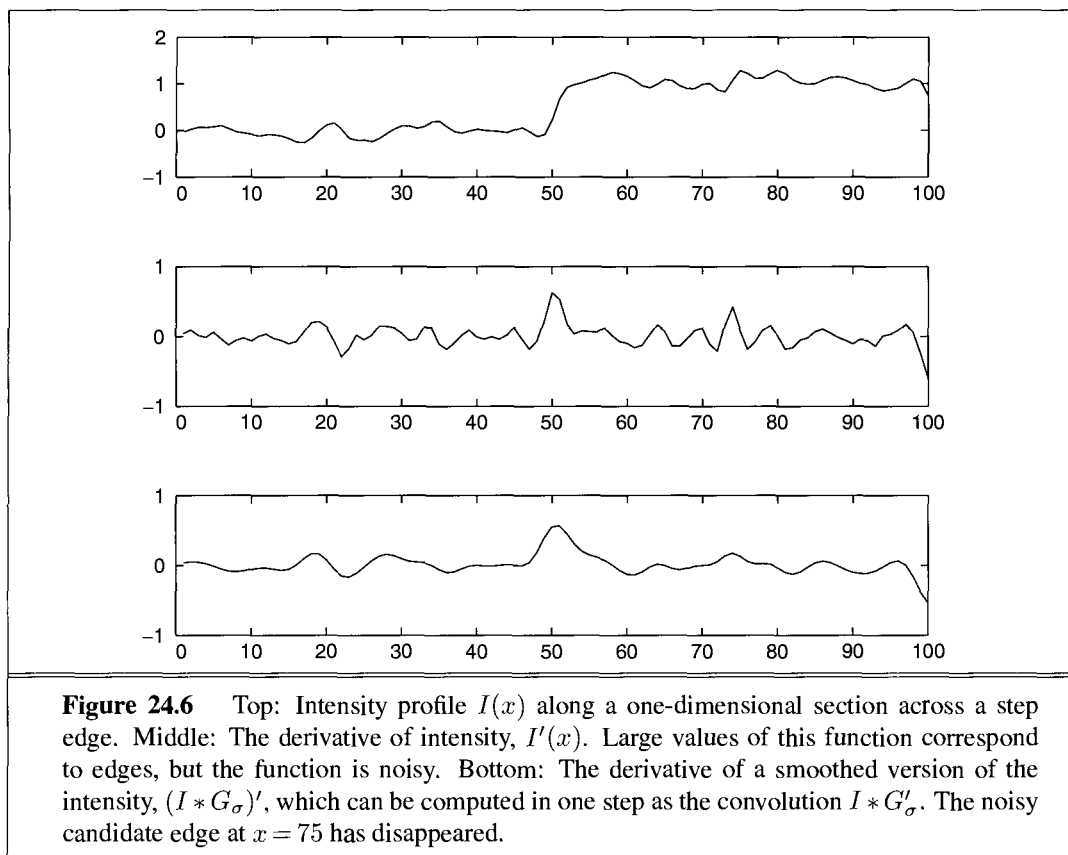 2
1
0
−1
0 10 20 30 40 50 60 70 80 90 100
1
0
−1
0 10 20 30 40 50 60 70 80 90 100
1
0
−1
0 10 20 30 40 50 60 70 80 90 100
Figure 24.6 Top: Intensity profile I(x) along a one-dimensional section across a step
edge. Middle: The derivative of intensity, I′(x). Large values of this function correspond
to edges, but the function is noisy. Bottom: The derivative of a smoothed version of the
intensity, (I ∗ Gσ)′, which can be computed in one step as the convolution I ∗ G′σ. The noisy
candidate edge at x = 75 has disappeared.